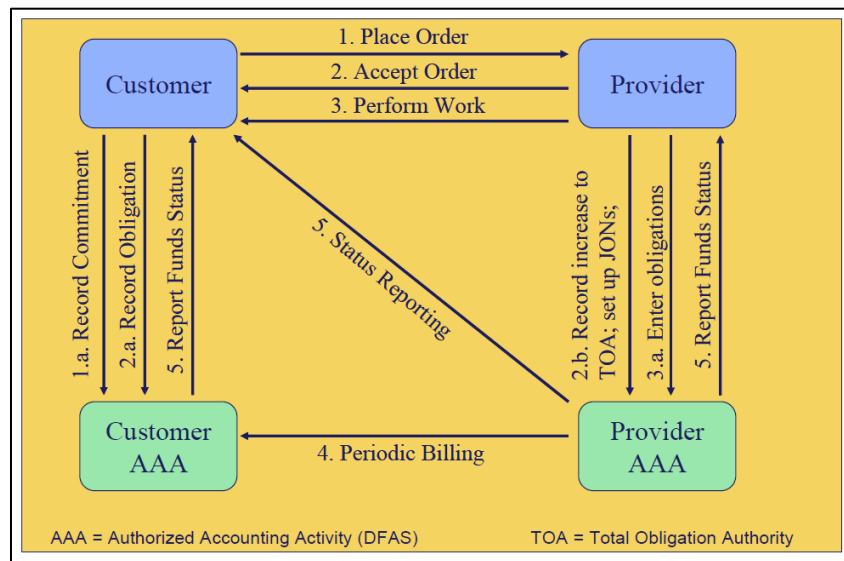 1. Place Order
Customer
2. Accept Order
Provider
3. Perform Work
1.a. Record Commitment
2.a. Record Obligation
5. Report Funds Status
5. Status Reporting
2.b. Record increase to
TOA; set up JONs;
3.a. Enter obligations
5. Report Funds Status
Customer
AAA
4. Periodic Billing
Provider
AAA
AAA = Authorized Accounting Activity (DFAS)
TOA = Total Obligation Authority